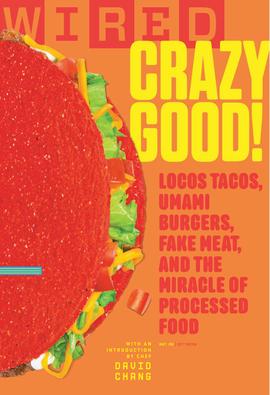 WIRED
CRAZY
GOOD!
LOCOS TACOS,
UMAMI
BURGERS,
FAKE MEAT,
AND THE
MIRACLE OF
PROCESSED
FOOD
WITH AN
INTRODUCTION
BY CHEF
DAVID
CHANG